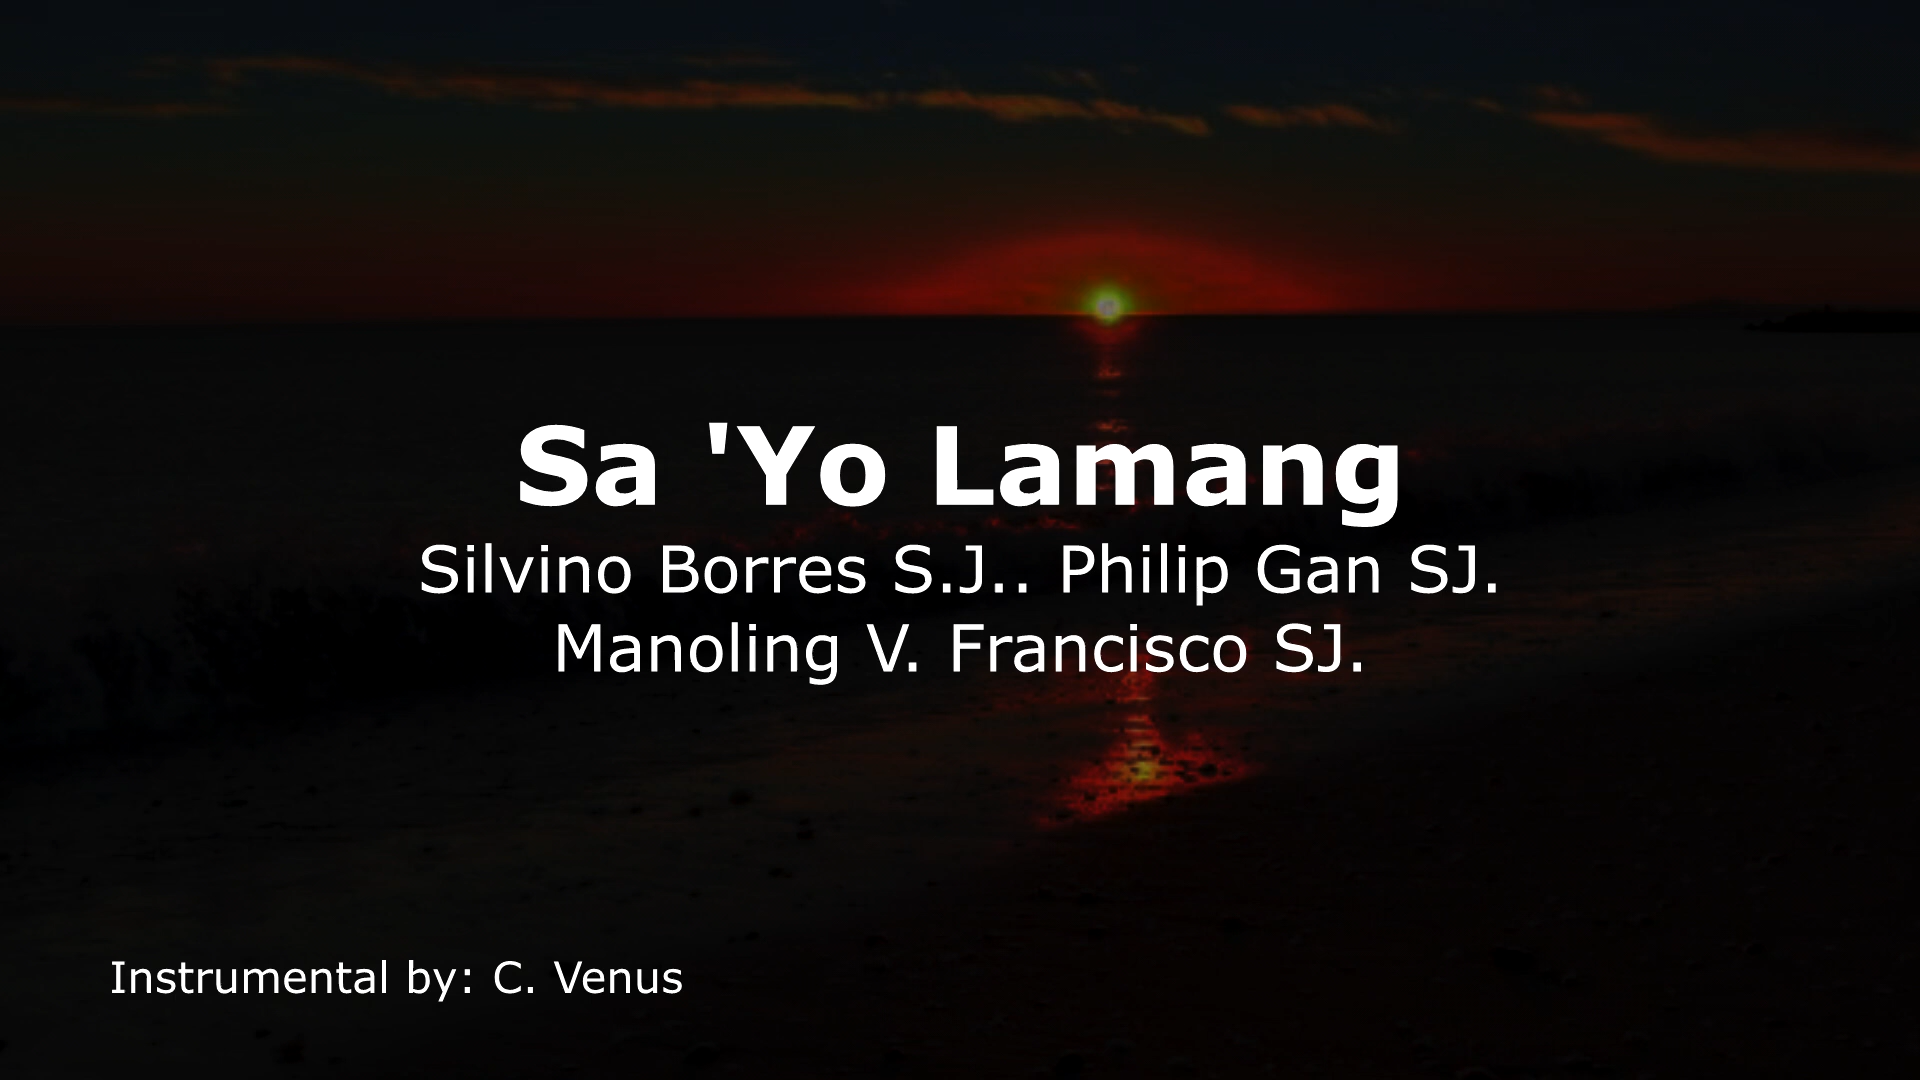 Sa 'Yo Lamang
Silvino Borres S.J.. Philip Gan SJ.
Manoling V. Francisco SJ.
Instrumental by: C. Venus